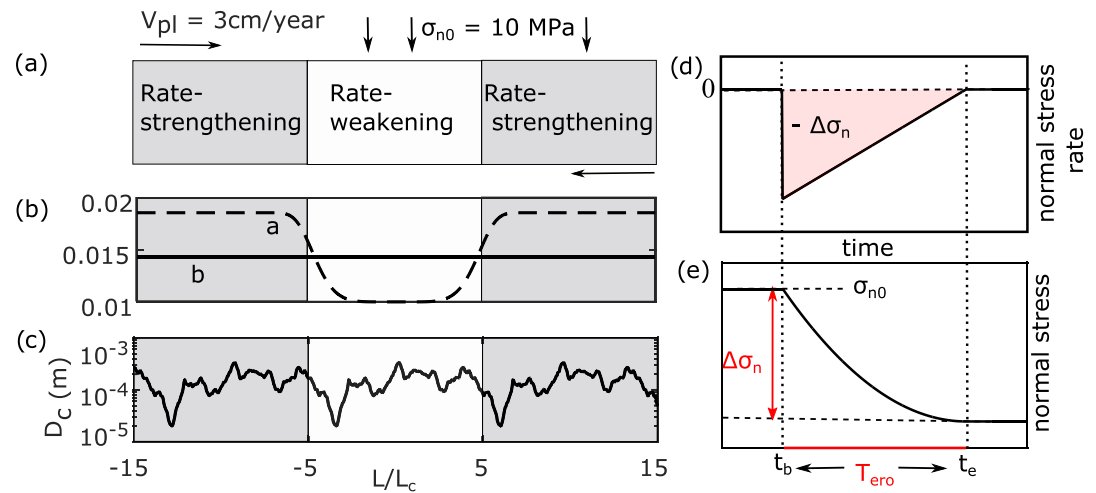 V_pl = 3cm/year
σ_n0 = 10 MPa
(a)
Rate-
strengthening
Rate-
weakening
Rate-
strengthening
(b)
0.02
0.015
0.01
a
b
(c)
D_c (m)
10^-3
10^-4
10^-5
-15
-5
5
15
L/L_c
(d)
0
- Δσ_n
normal stress
rate
time
(e)
σ_n0
Δσ_n
normal stress
t_b
T_ero
t_e